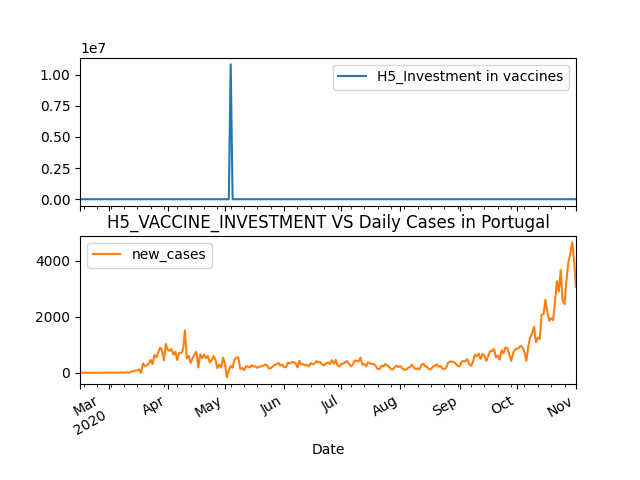 1e7
1.00
0.75
0.50
0.25
0.00
H5_Investment in vaccines
H5_VACCINE_INVESTMENT VS Daily Cases in Portugal
new_cases
4000
2000
0
Mar
2020
Apr
May
Jun
Jul
Aug
Sep
Oct
Nov
Date